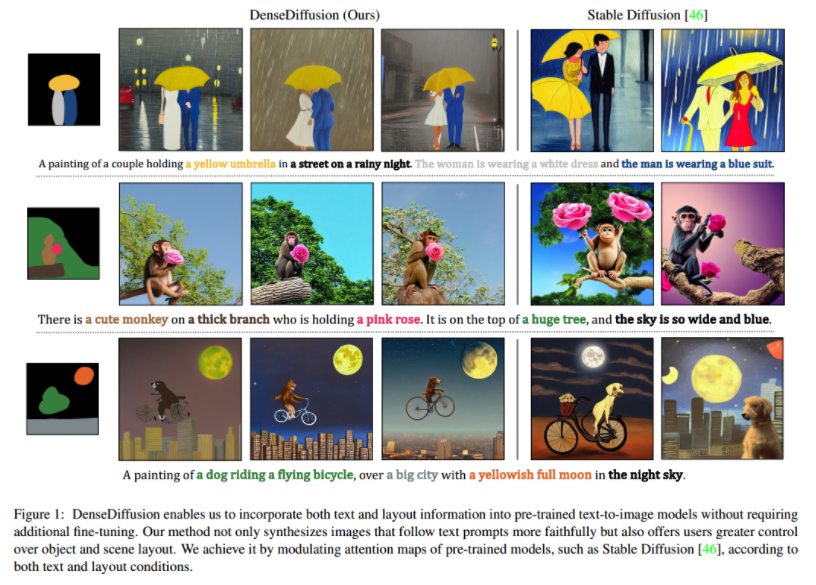 DenseDiffusion (Ours) Stable Diffusion [46]
A painting of a couple holding a yellow umbrella in a street on a rainy night. The woman is wearing a white dress and the man is wearing a blue suit.
There is a cute monkey on a thick branch who is holding a pink rose. It is on the top of a huge tree, and the sky is so wide and blue.
A painting of a dog riding a flying bicycle, over a big city with a yellowish full moon in the night sky.
Figure 1: DenseDiffusion enables us to incorporate both text and layout information into pre-trained text-to-image models without requiring
additional fine-tuning. Our method not only synthesizes images that follow text prompts more faithfully but also offers users greater control
over object and scene layout. We achieve it by modulating attention maps of pre-trained models, such as Stable Diffusion [46], according to
both text and layout conditions.